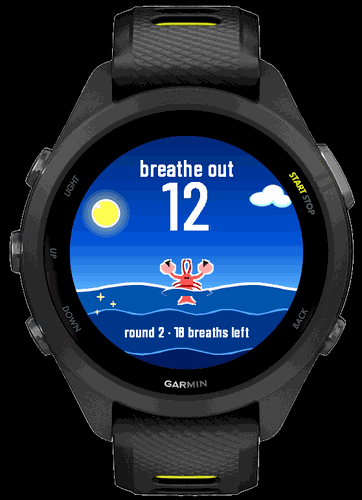 breathe out
12
LIGHT
START STOP
UP
round 2 - 18 breaths left
DOWN
BACK
GARMIN